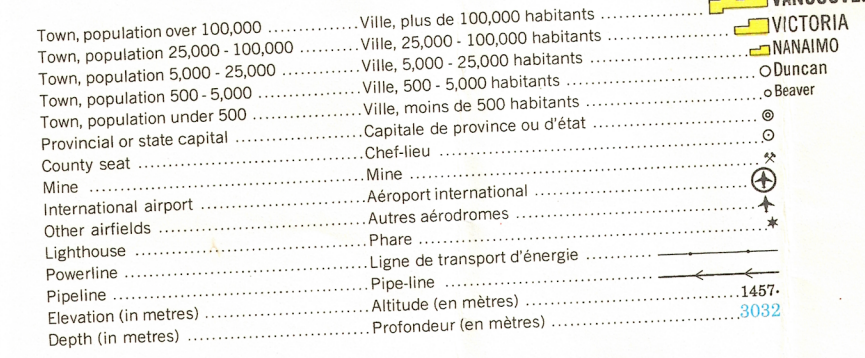 Town, population over 100,000 ..............Ville, plus de 100,000 habitants ................... VANCOUVER
Town, population 25,000 - 100,000 ...........Ville, 25,000 - 100,000 habitants ................. VICTORIA
Town, population 5,000 - 25,000 ..............Ville, 5,000 - 25,000 habitants ..................... NANAIMO
Town, population 500 - 5,000 ..................Ville, 500 - 5,000 habitants ......................... Duncan
Town, population under 500 ...................Ville, moins de 500 habitants ....................... Beaver
Provincial or state capital ......................Capitale de province ou d'état .....................
County seat ......................................Chef-lieu ..............................................
Mine ..............................................Mine ...................................................
International airport ............................Aéroport international ..............................
Other airfields ...................................Autres aérodromes ..................................
Lighthouse .......................................Phare ..................................................
Powerline ........................................Ligne de transport d'énergie ...........
Pipeline ..........................................Pipe-line ................................
Elevation (in metres) ...........................Altitude (en mètres) ................................1457.
Depth (in metres) ...............................Profondeur (en mètres) ............................3032